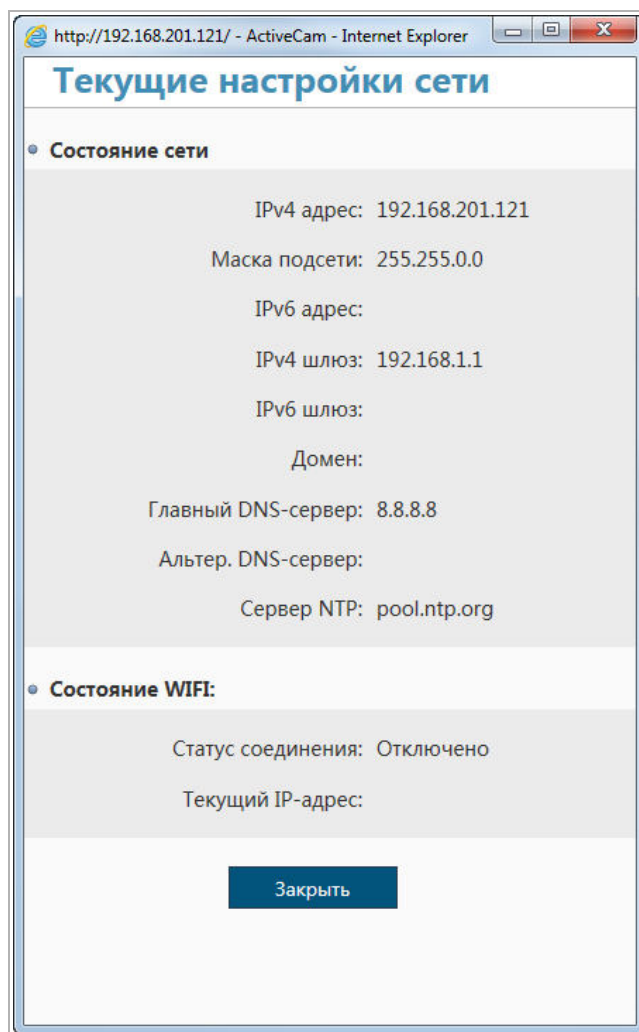 http://192.168.201.121/ - ActiveCam - Internet Explorer
Текущие настройки сети
Состояние сети
IPv4 адрес: 192.168.201.121
Маска подсети: 255.255.0.0
IPv6 адрес:
IPv4 шлюз: 192.168.1.1
IPv6 шлюз:
Домен:
Главный DNS-сервер: 8.8.8.8
Альтер. DNS-сервер:
Сервер NTP: pool.ntp.org
Состояние WIFI:
Статус соединения: Отключено
Текущий IP-адрес:
Закрыть